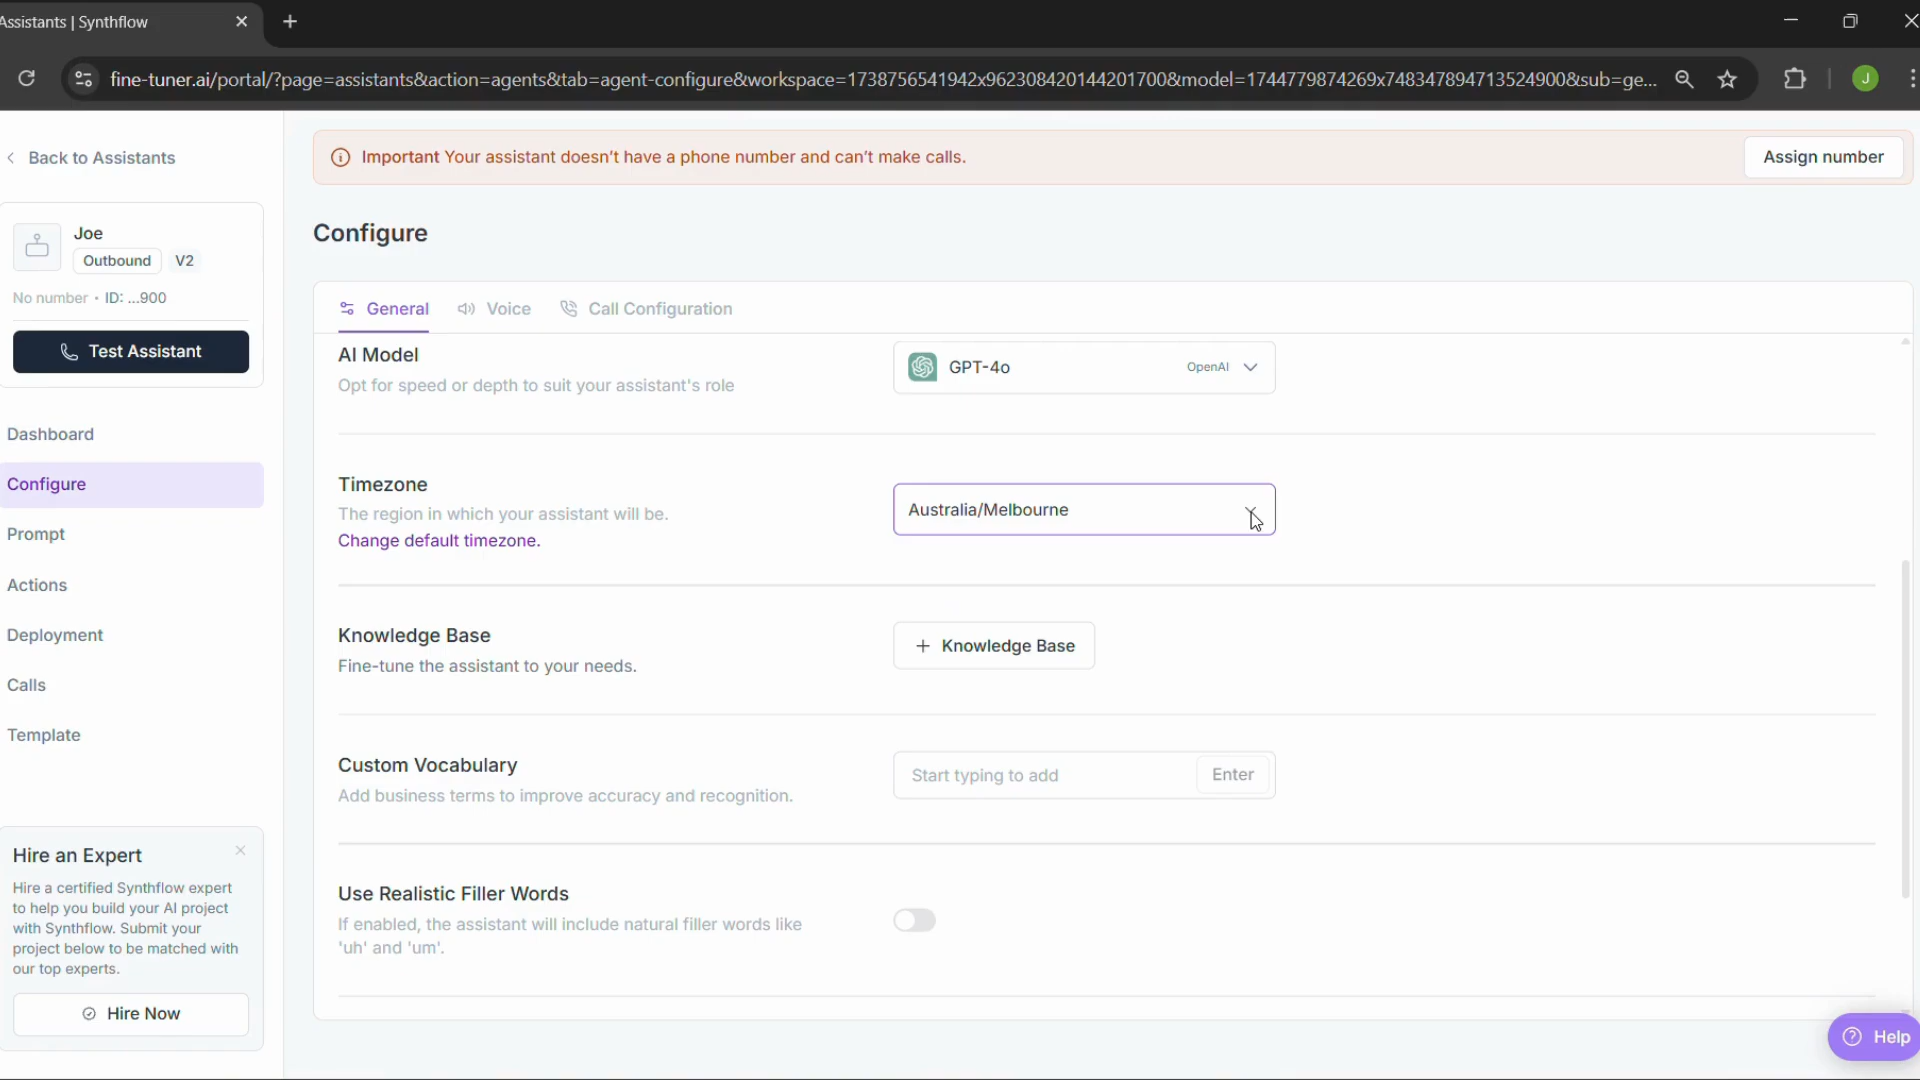 Assistants | Synthflow
fine-tuner.ai/portal/?page=assistants&action=agents&tab=agent-configure&workspace=1738756541942x962308420144201700&model=1744779874269x748347894713524900&sub=ge...
J
Back to Assistants
Important Your assistant doesn't have a phone number and can't make calls.
Assign number
Joe
Outbound V2
No number • ID: ...900
Test Assistant
Dashboard
Configure
Prompt
Actions
Deployment
Calls
Template
Hire an Expert
Hire a certified Synthflow expert
to help you build your AI project
with Synthflow. Submit your
project below to be matched with
our top experts.
Hire Now
Configure
General Voice Call Configuration
AI Model
Opt for speed or depth to suit your assistant's role
GPT-4o OpenAI
Timezone
The region in which your assistant will be.
Change default timezone.
Australia/Melbourne
Knowledge Base
Fine-tune the assistant to your needs.
+ Knowledge Base
Custom Vocabulary
Add business terms to improve accuracy and recognition.
Start typing to add Enter
Use Realistic Filler Words
If enabled, the assistant will include natural filler words like
'uh' and 'um'.
Help